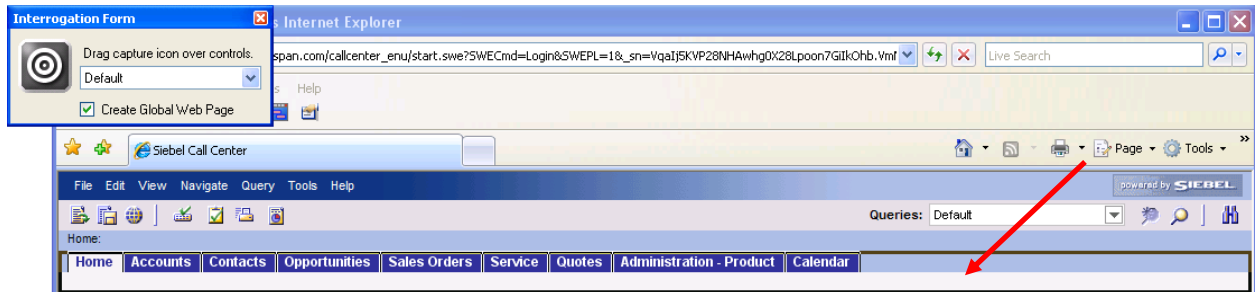 Interrogation Form
s Internet Explorer
Drag capture icon over controls.
Default
Create Global Web Page
span.com/callcenter_enu/start.swe?SWECmd=Login&SWEPL=1&_sn=VqaIj5KVP28NHAwhg0X28Lpoon7GiIkOhb.Vmf
Live Search
s Help
Siebel Call Center
Page
Tools
File Edit View Navigate Query Tools Help
powered by SIEBEL
Queries: Default
Home:
Home Accounts Contacts Opportunities Sales Orders Service Quotes Administration - Product Calendar